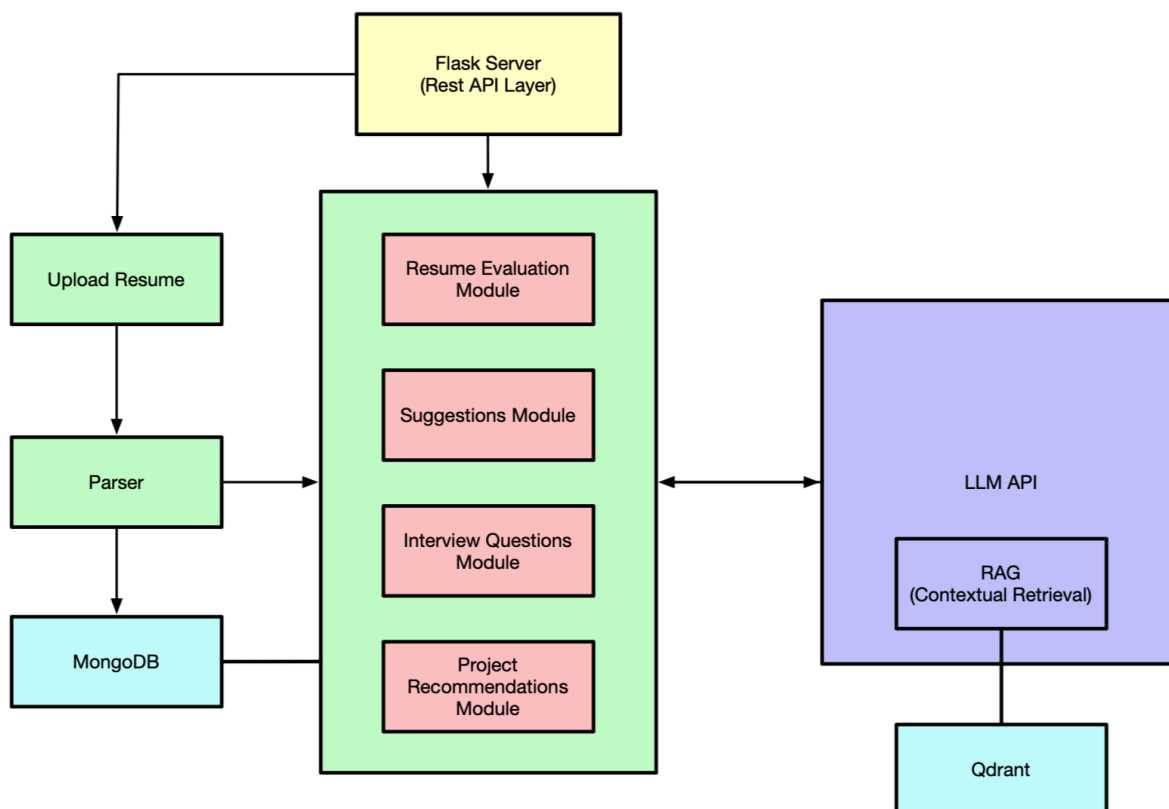 Flask Server
(Rest API Layer)
Upload Resume
Resume Evaluation
Module
Suggestions Module
Parser
LLM API
Interview Questions
Module
RAG
(Contextual Retrieval)
MongoDB
Project
Recommendations
Module
Qdrant